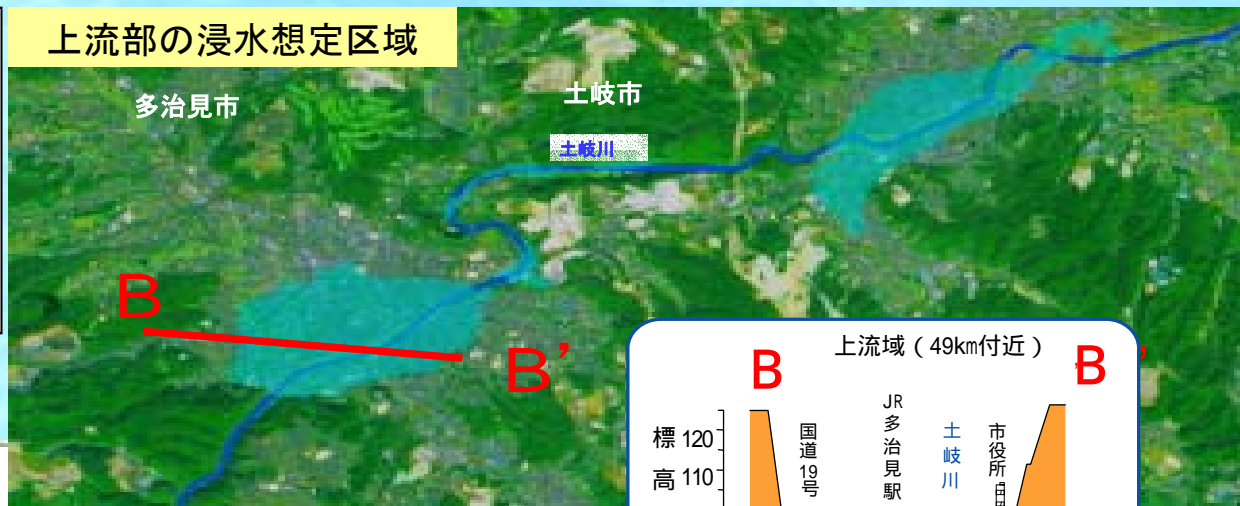 上流部の浸水想定区域
多治見市
土岐市
土岐川
B
B’
上流域（49㎞付近）
B
B’
標高
120
110
国道19号
JR多治見駅
土岐川
市役所